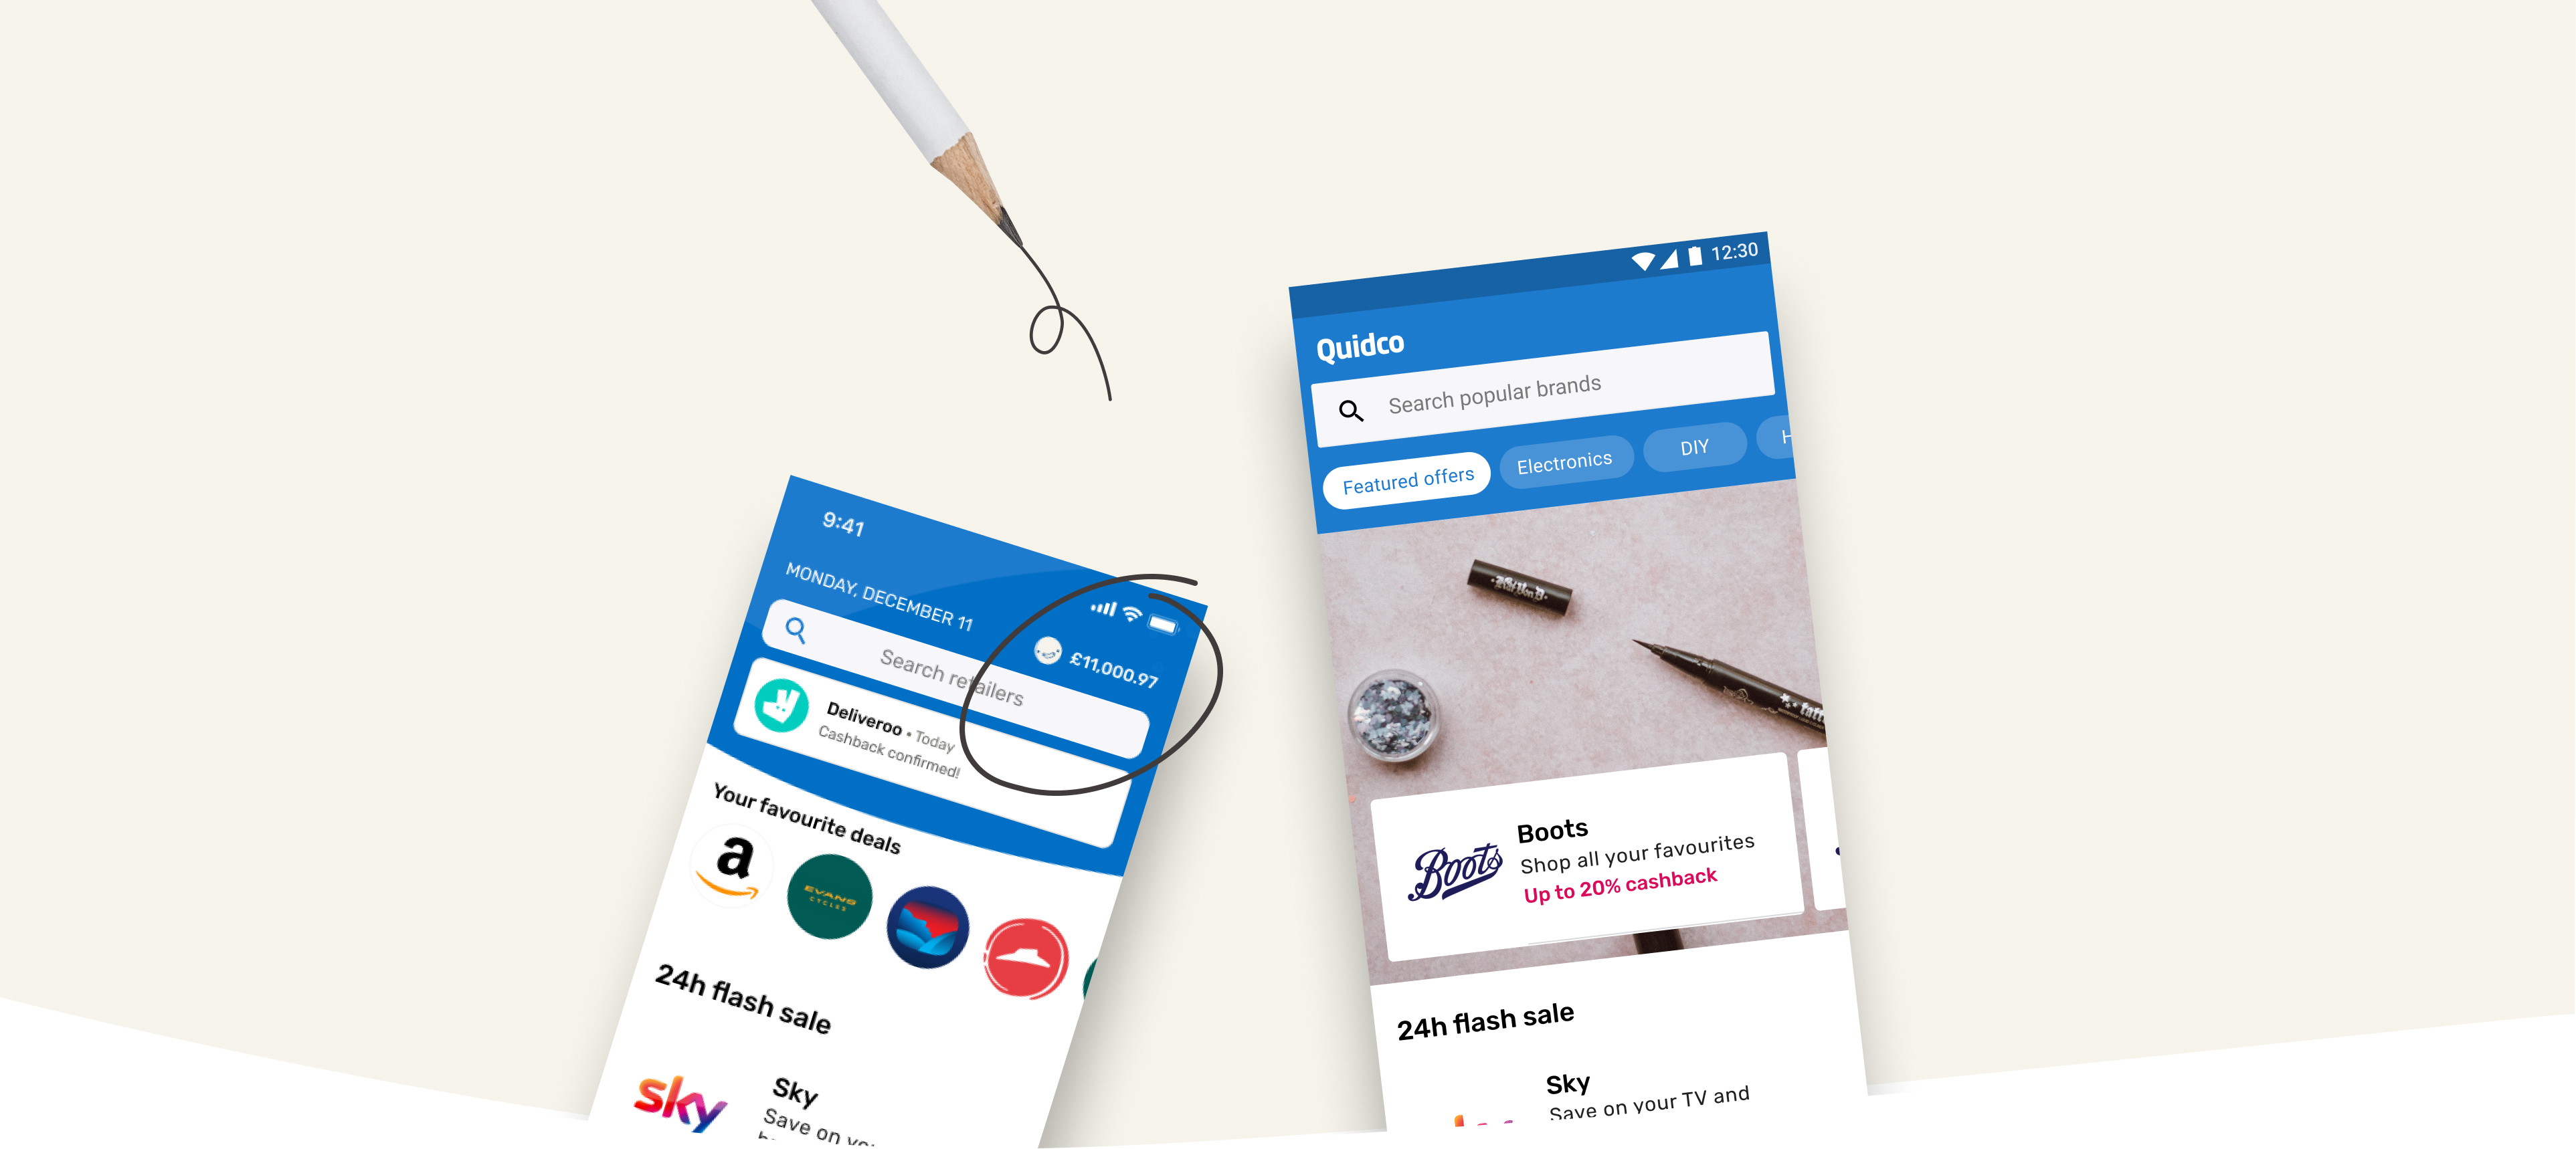 9:41
MONDAY, DECEMBER 11
£11,000.97
Search retailers
Deliveroo • Today
Cashback confirmed!
Your favourite deals
a
EVANS
CYCLES
24h flash sale
sky
Sky
Save on
12:30
Quidco
Search popular brands
Featured offers
Electronics
DIY
H
Boots
Boots
Shop all your favourites
Up to 20% cashback
24h flash sale
Sky
Save on your TV and